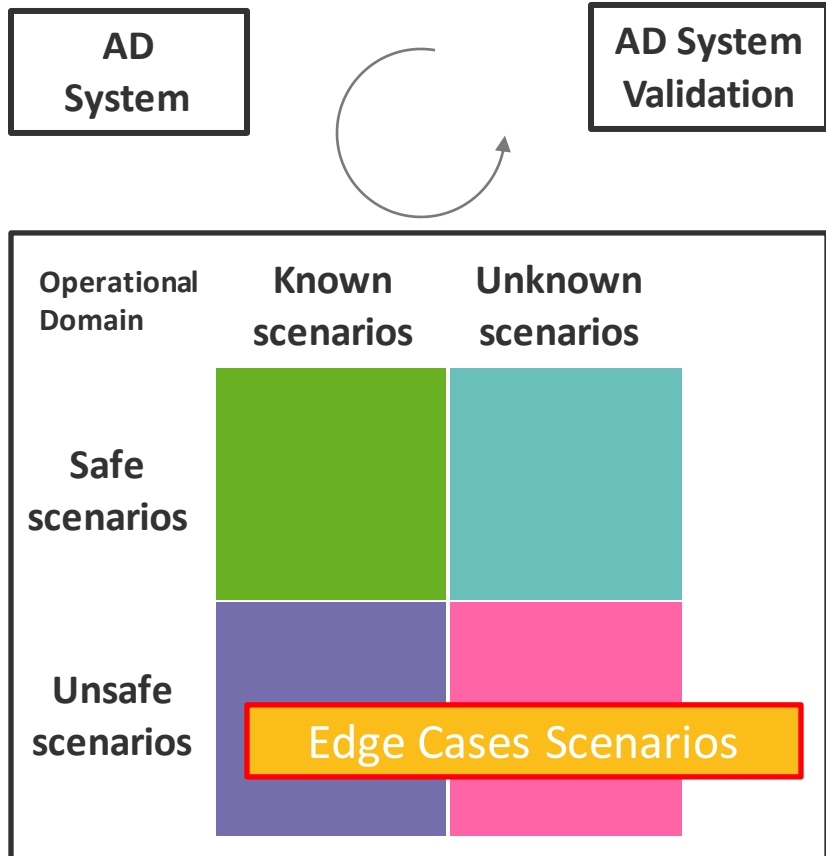 AD
System
AD System
Validation
Operational
Domain
Known
scenarios
Unknown
scenarios
Safe
scenarios
Unsafe
scenarios
Edge Cases Scenarios